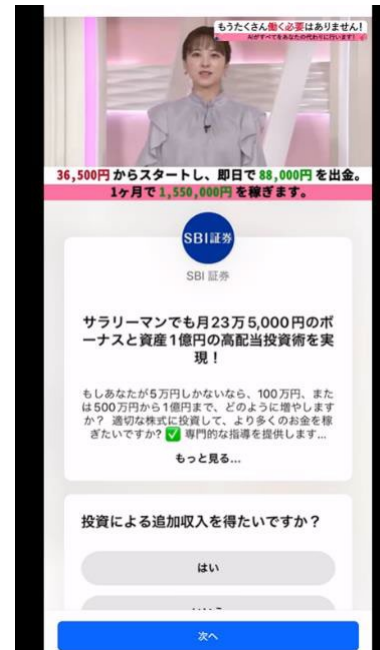 もうたくさん働く必要はありません！
AIがすべてをあなたの代わりに行います！
36,500円からスタートし、即日で88,000円を出金。
1ヶ月で1,550,000円を稼ぎます。
SBI証券
SBI 証券
サラリーマンでも月23万5,000円のボ
ーナスと資産1億円の高配当投資術を実
現！
もしあなたが5万円しかないなら、100万円、また
は500万円から1億円まで、どのように増やします
か？ 適切な株式に投資して、より多くのお金を稼
ぎたいですか? ✅ 専門的な指導を提供します...
もっと見る...
投資による追加収入を得たいですか？
はい
次へ